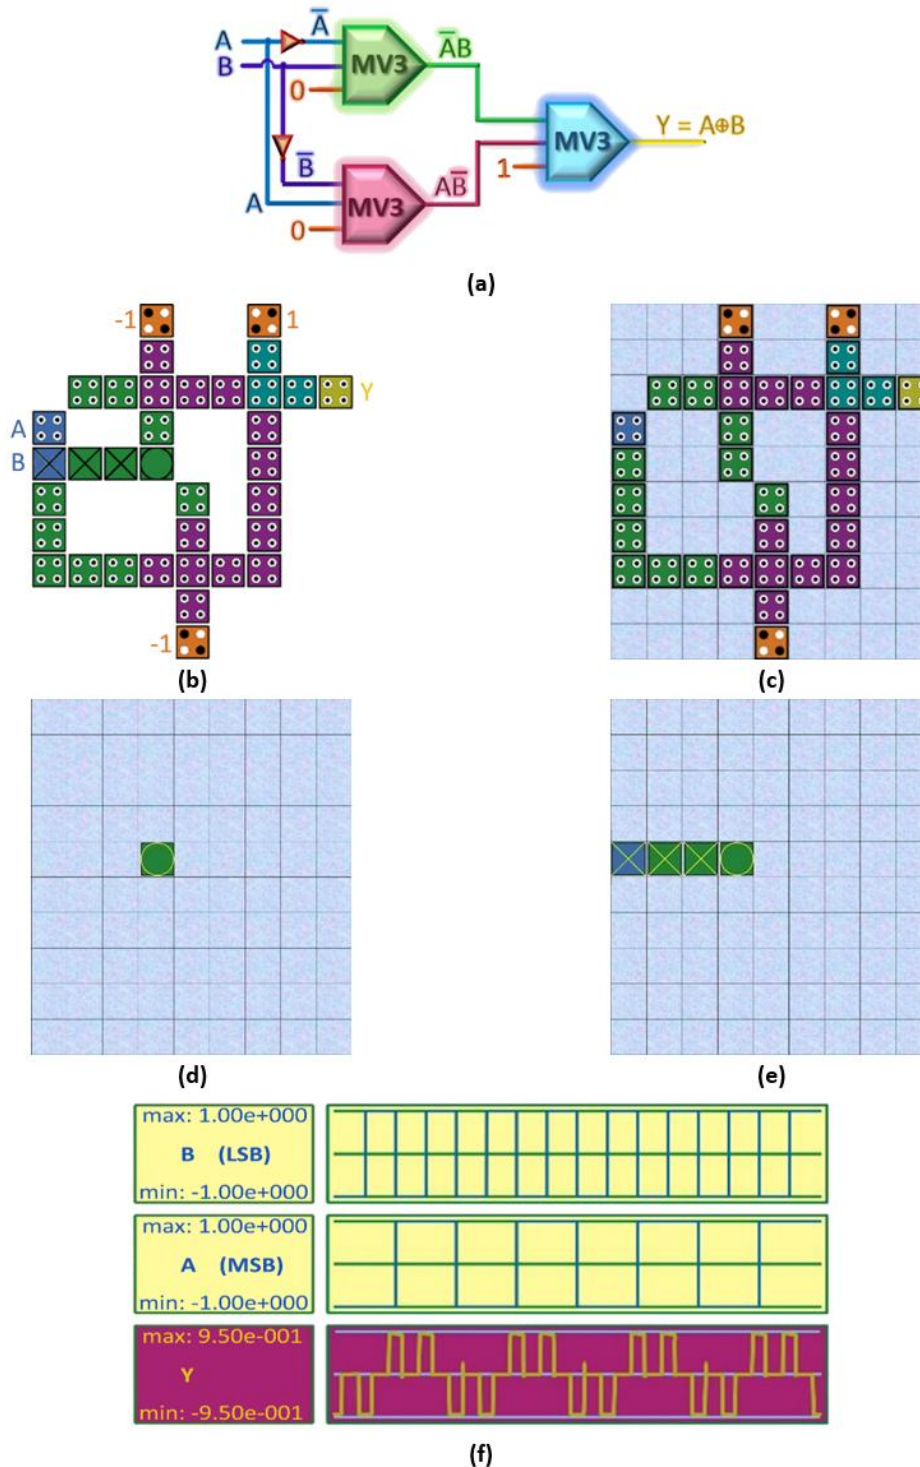 A
A̅
MV3
A̅B
B
0
MV3
Y = A⊕B
1
B̅
MV3
AB̅
A
0
(a)
-1
1
Y
A
B
-1
(b)
(c)
(d)
(e)
max: 1.00e+000
B (LSB)
min: -1.00e+000
max: 1.00e+000
A (MSB)
min: -1.00e+000
max: 9.50e-001
Y
min: -9.50e-001
(f)